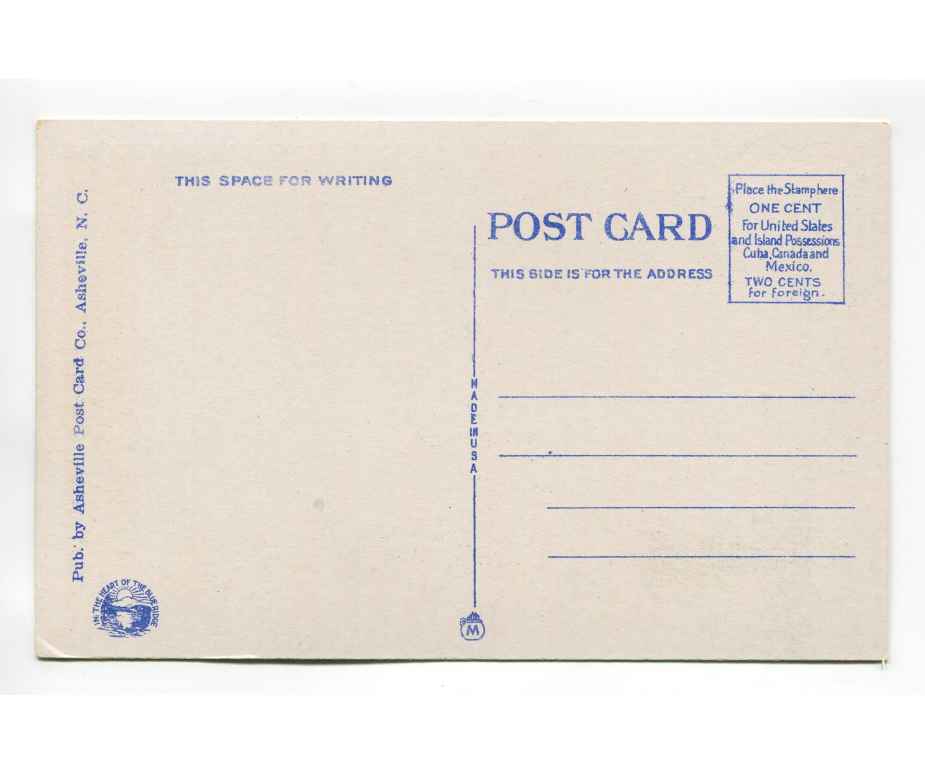 Pub. by Asheville Post Card Co., Asheville, N. C.
IN THE HEART OF THE BLUE RIDGE
THIS SPACE FOR WRITING
MADE IN USA
M
POST CARD
THIS SIDE IS FOR THE ADDRESS
Place the Stamp here
ONE CENT
For United States
and Island Possessions
Cuba, Canada and
Mexico.
TWO CENTS
for foreign.